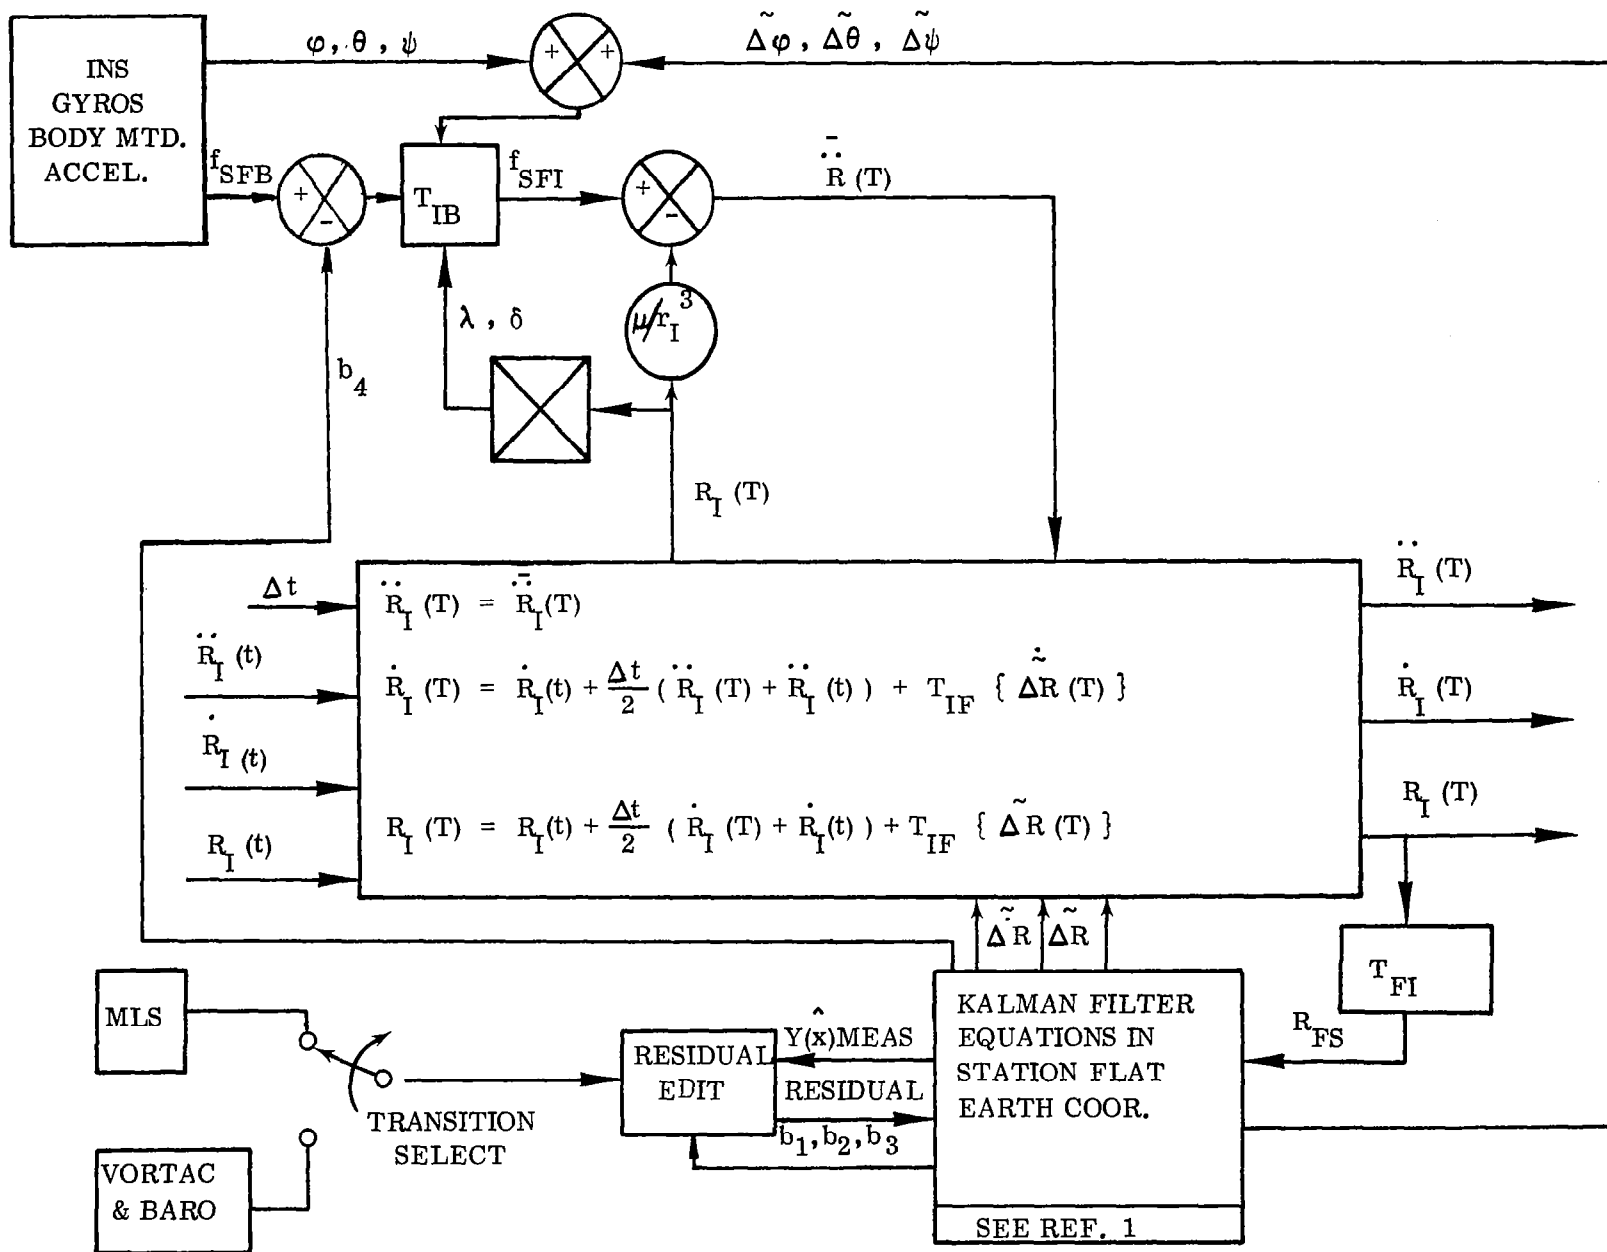 INS
GYROS
BODY MTD.
ACCEL.
φ, θ, ψ
Δ̃φ, Δ̃θ, Δ̃ψ
+ +
f_SFB
+
-
T_IB
f_SFI
+
-
R̈̄ (T)
λ, δ
μ/r_I^3
b_4
R_I (T)
Δt
R̈_I (t)
Ṙ_I (t)
R_I (t)
R̈_I (T) = R̈̄_I(T)
Ṙ_I (T) = Ṙ_I(t) + Δt/2 ( R̈_I (T) + R̈_I (t) ) + T_IF { Δ̃Ṙ (T) }
R_I (T) = R_I(t) + Δt/2 ( Ṙ_I (T) + Ṙ_I(t) ) + T_IF { Δ̃R (T) }
R̈_I (T)
Ṙ_I (T)
R_I (T)
Δ̃Ṙ Δ̃R
T_FI
R_FS
MLS
VORTAC
& BARO
TRANSITION
SELECT
RESIDUAL
EDIT
Y(x̂)MEAS
RESIDUAL
b_1, b_2, b_3
KALMAN FILTER
EQUATIONS IN
STATION FLAT
EARTH COOR.
SEE REF. 1